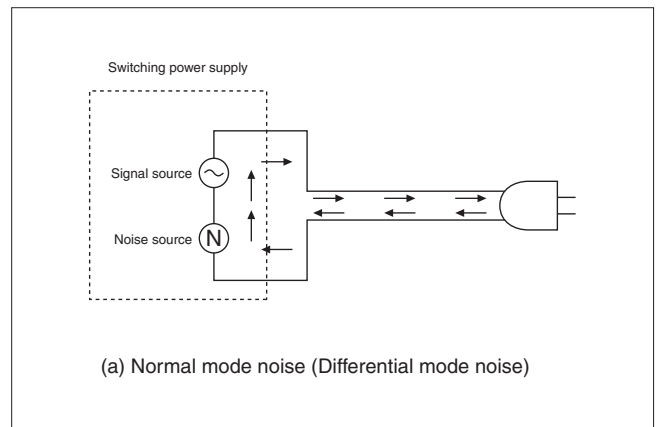 Switching power supply
Signal source
Noise source
N
(a) Normal mode noise (Differential mode noise)